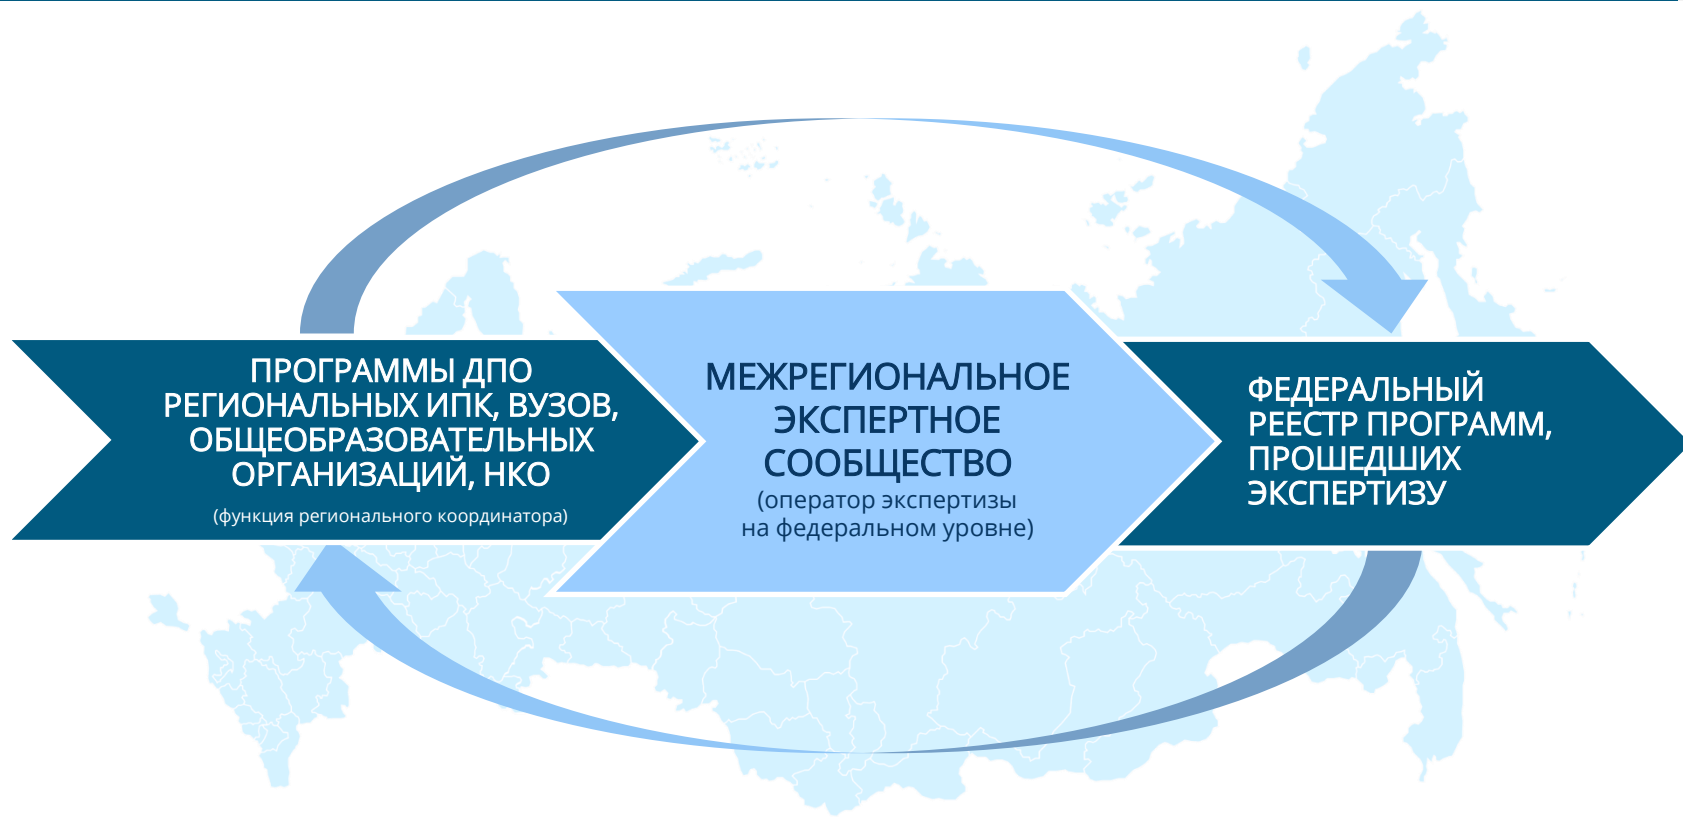 ПРОГРАММЫ ДПО
РЕГИОНАЛЬНЫХ ИПК, ВУЗОВ,
ОБЩЕОБРАЗОВАТЕЛЬНЫХ
ОРГАНИЗАЦИЙ, НКО
(функция регионального координатора)
МЕЖРЕГИОНАЛЬНОЕ
ЭКСПЕРТНОЕ
СООБЩЕСТВО
(оператор экспертизы
на федеральном уровне)
ФЕДЕРАЛЬНЫЙ
РЕЕСТР ПРОГРАММ,
ПРОШЕДШИХ
ЭКСПЕРТИЗУ